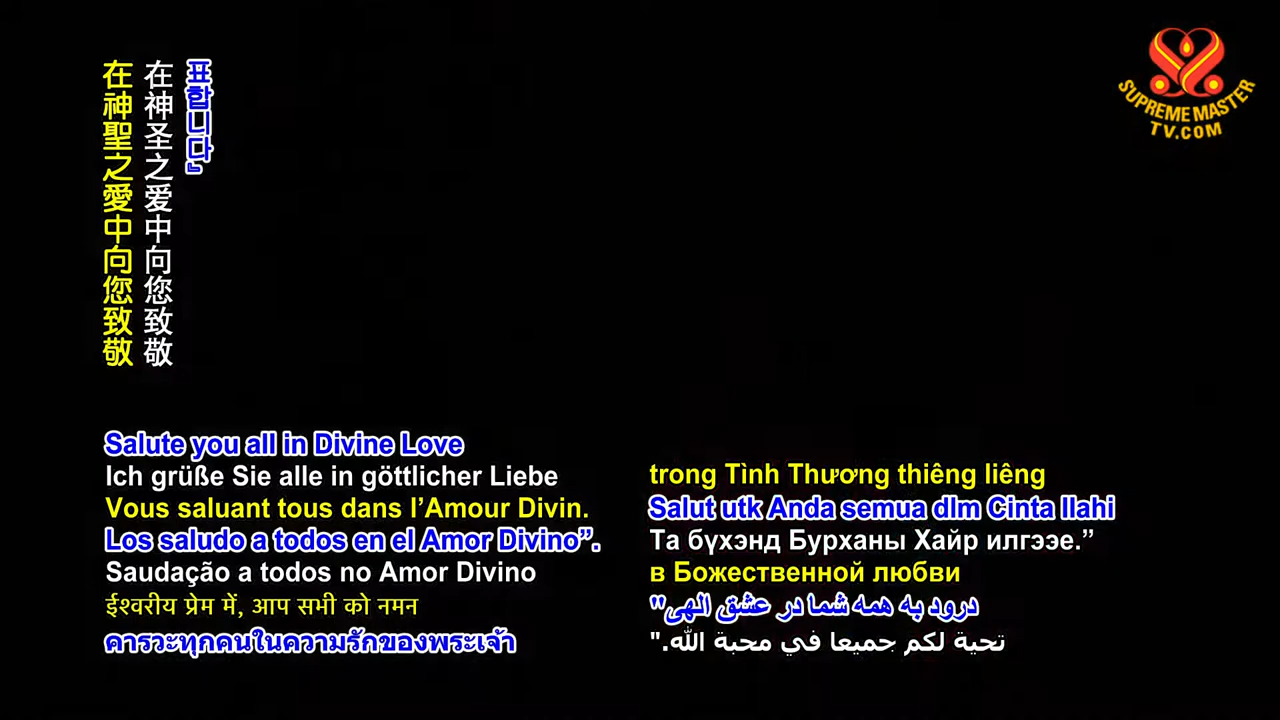 표합니다』
在神圣之爱中向您致敬
在神聖之愛中向您致敬
Salute you all in Divine Love
Ich grüße Sie alle in göttlicher Liebe
Vous saluant tous dans l’Amour Divin.
Los saludo a todos en el Amor Divino”.
Saudação a todos no Amor Divino
ईश्वरीय प्रेम में, आप सभी को नमन
คารวะทุกคนในความรักของพระเจ้า
trong Tình Thương thiêng liêng
Salut utk Anda semua dlm Cinta Ilahi
Та бүхэнд Бурханы Хайр илгээе.”
в Божественной любви
درود به همه شما در عشق الهی"
تحية لكم جميعا في محبة الله."
SUPREME MASTER
TV.COM